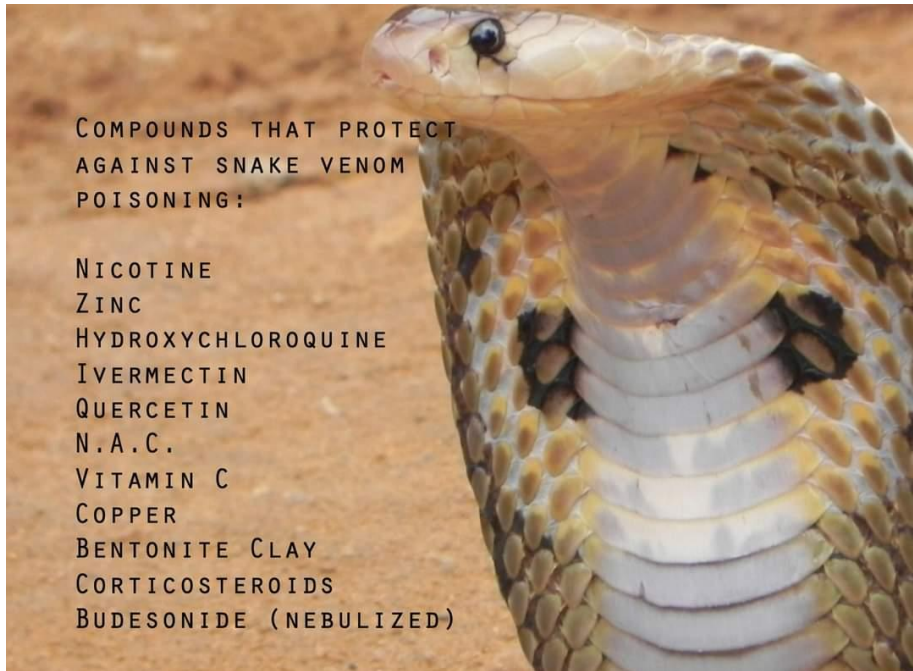 Compounds that protect
against snake venom
poisoning:
Nicotine
Zinc
Hydroxychloroquine
Ivermectin
Quercetin
N.A.C.
Vitamin C
Copper
Bentonite Clay
Corticosteroids
Budesonide (nebulized)